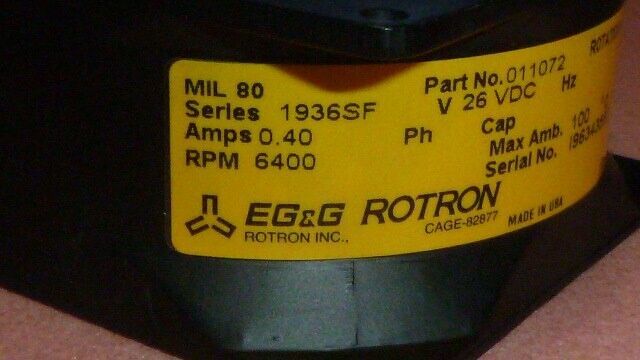 MIL 80
Series 1936SF
Amps 0.40 Ph
RPM 6400
Part No. 011072
V 26 VDC Hz
Cap
Max Amb. 100
Serial No.
EG&G ROTRON
ROTRON INC., CAGE-82877 MADE IN USA